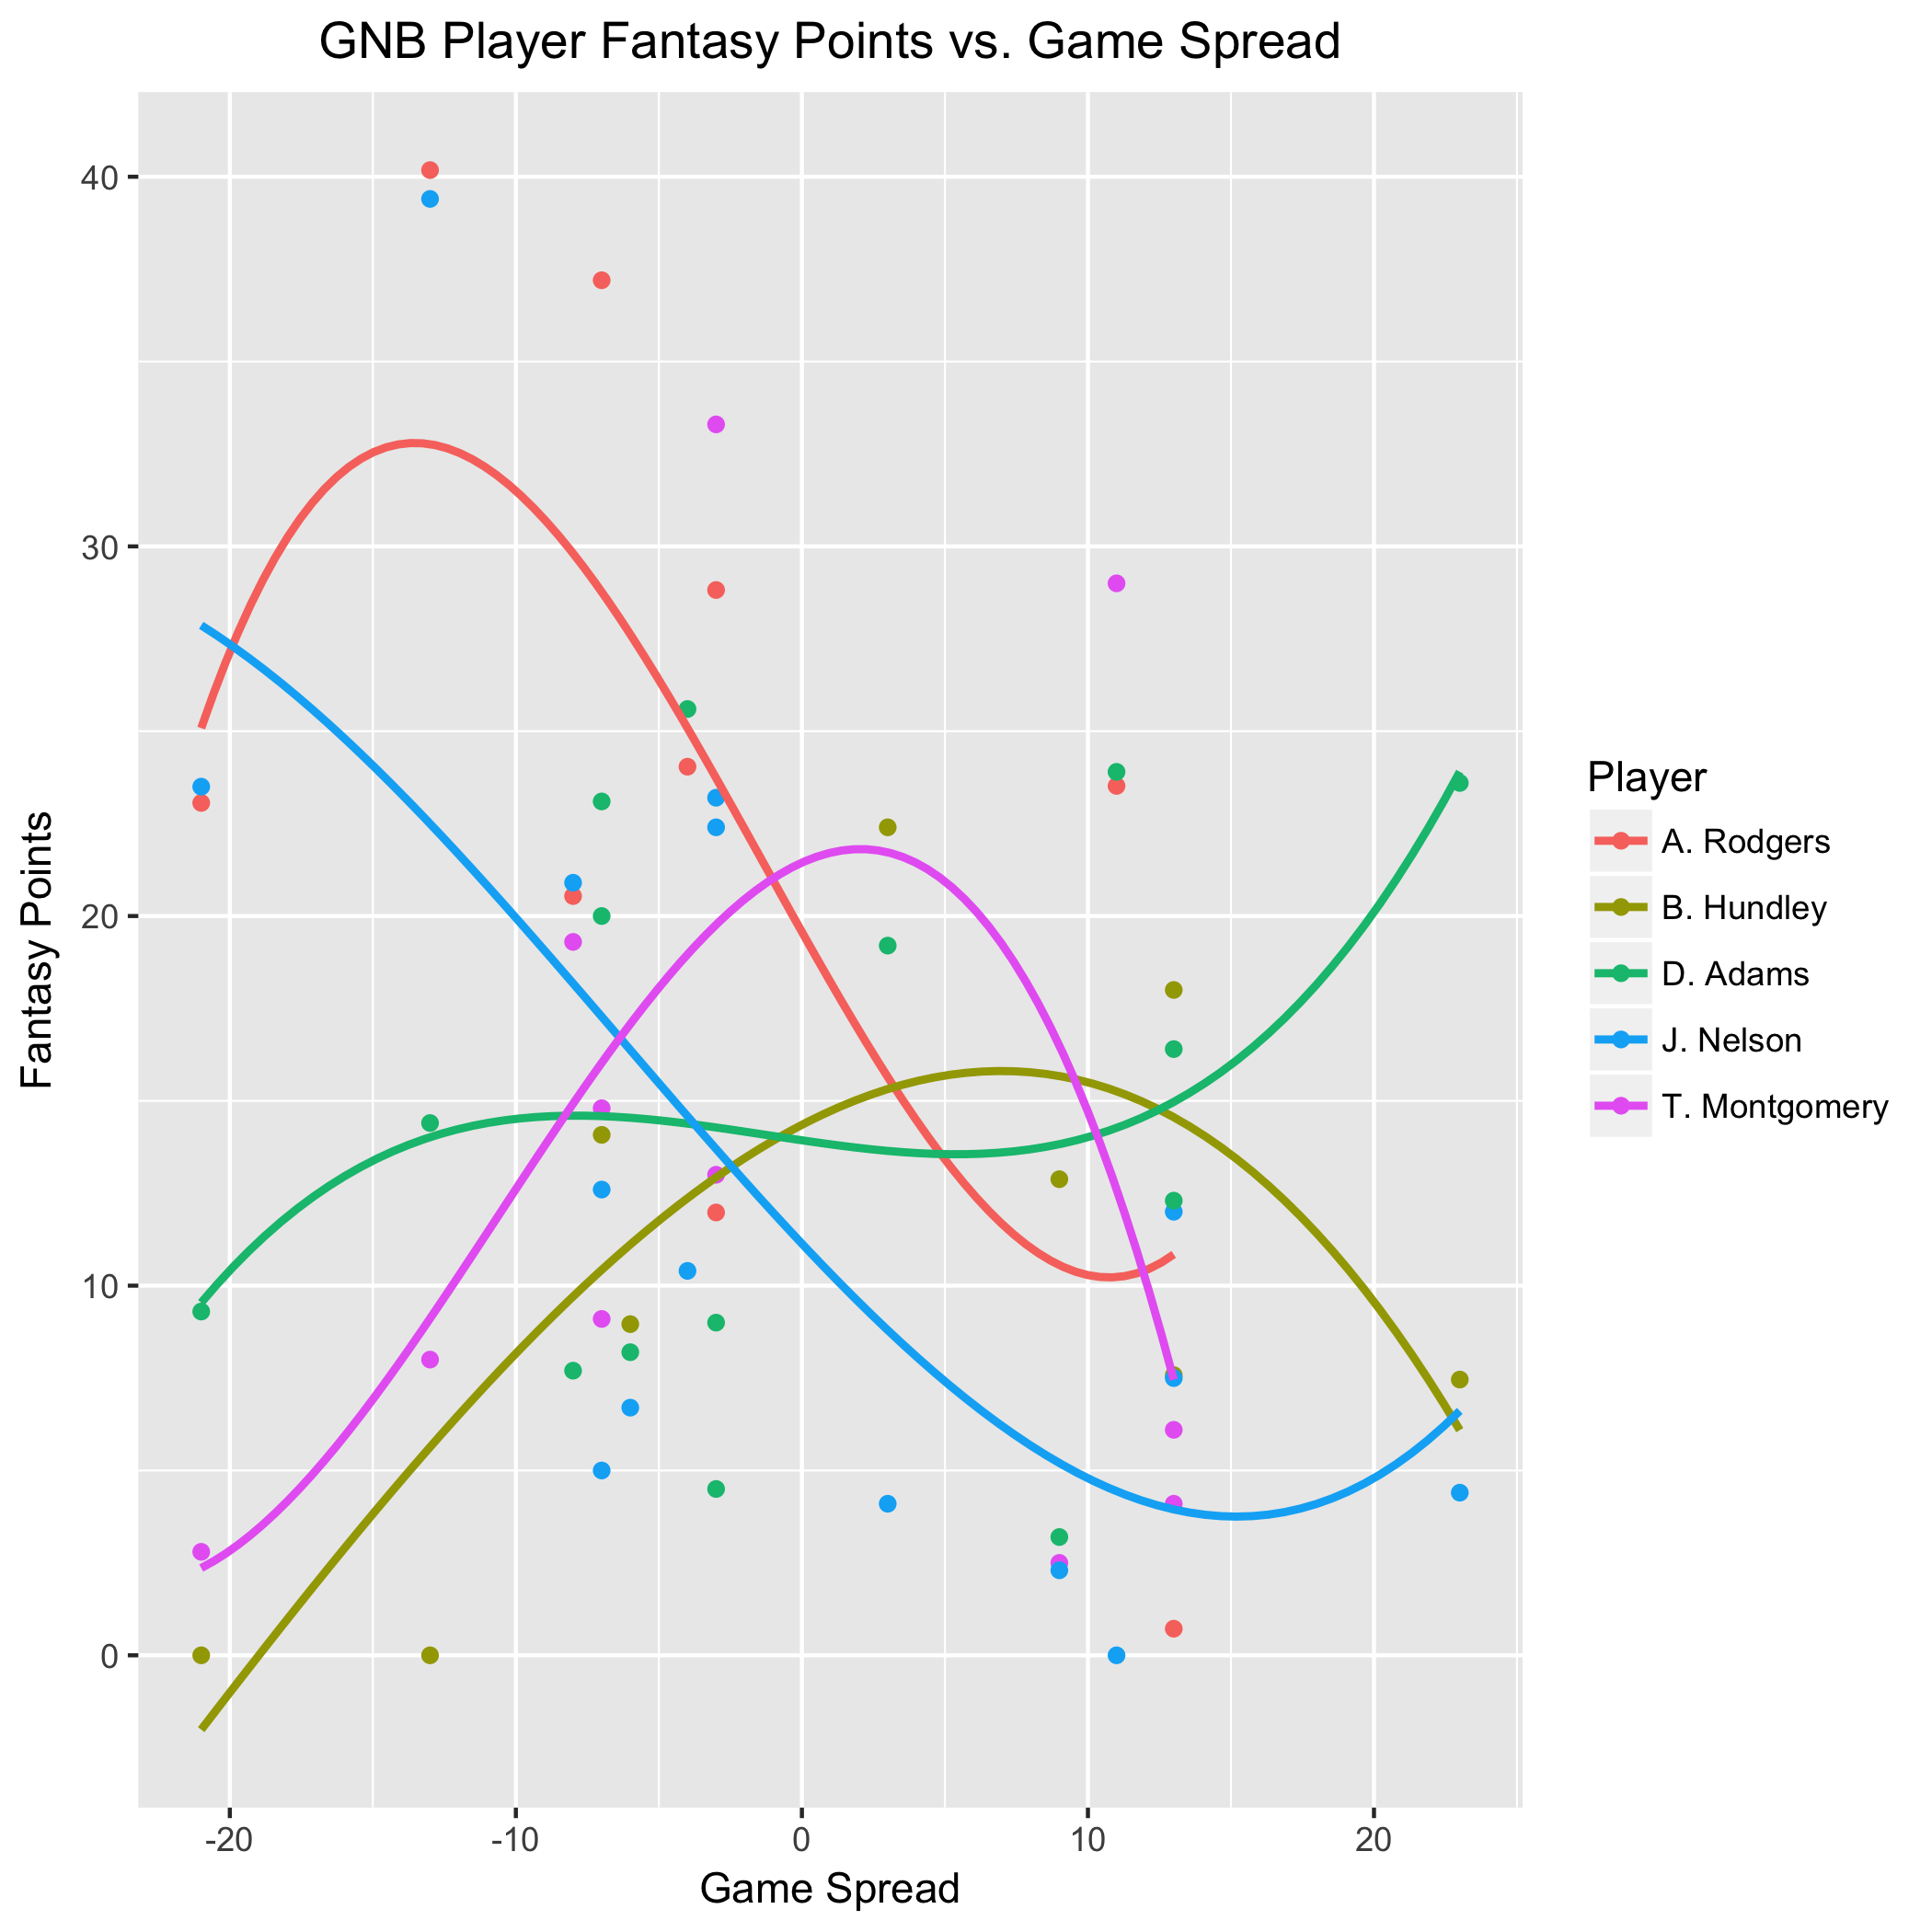 GNB Player Fantasy Points vs. Game Spread
40
30
20
10
0
Fantasy Points
-20 -10 0 10 20
Game Spread
Player
A. Rodgers
B. Hundley
D. Adams
J. Nelson
T. Montgomery